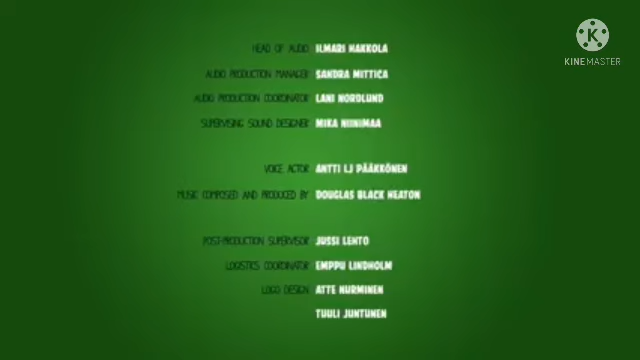 HEAD OF AUDIO ILMARI HAKKOLA
AUDIO PRODUCTION MANAGER SANDRA MITTICA
AUDIO PRODUCTION COORDINATOR LANI NORDLUND
SUPERVISING SOUND DESIGNER MIKA NIINIMAA
VOICE ACTOR ANTTI LJ PÄÄKKÖNEN
MUSIC COMPOSED AND PRODUCED BY DOUGLAS BLACK HEATON
POST-PRODUCTION SUPERVISOR JUSSI LEHTO
LOGISTICS COORDINATOR EMPPU LINDHOLM
LOGO DESIGN ATTE NURMINEN
TUULI JUNTUNEN
K
KINEMASTER